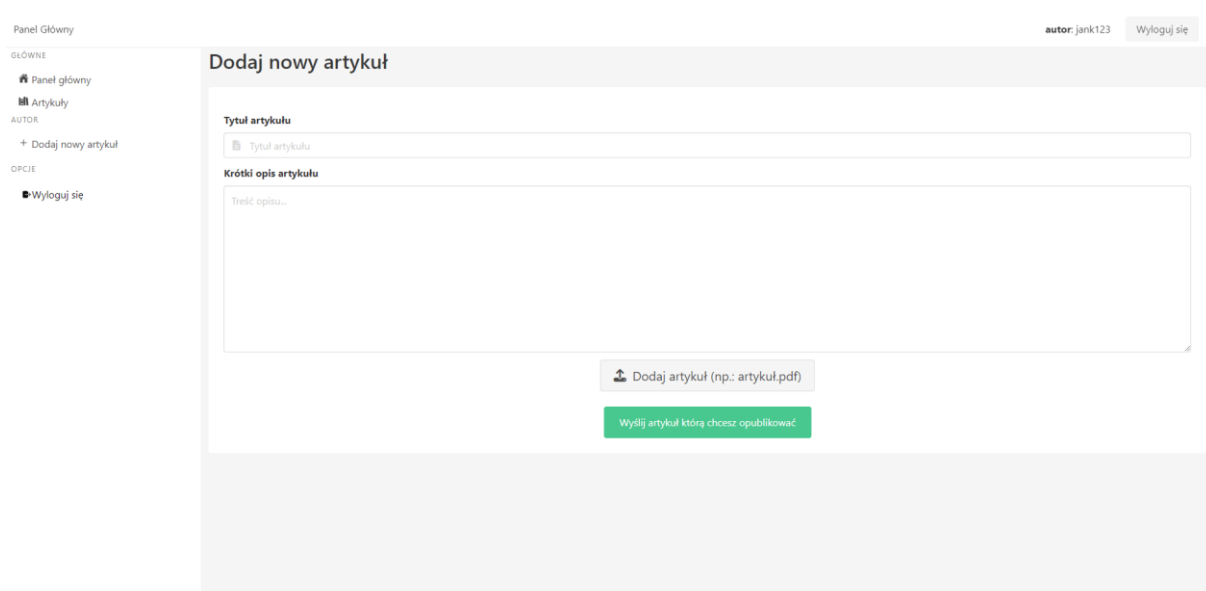 Panel Główny
autor: jank123
Wyloguj się
GŁÓWNE
Panel główny
Artykuły
AUTOR
+ Dodaj nowy artykuł
OPCJE
Wyloguj się
Dodaj nowy artykuł
Tytuł artykułu
Tytuł artykułu
Krótki opis artykułu
Treść opisu...
Dodaj artykuł (np.: artykuł.pdf)
Wyślij artykuł którą chcesz opublikować